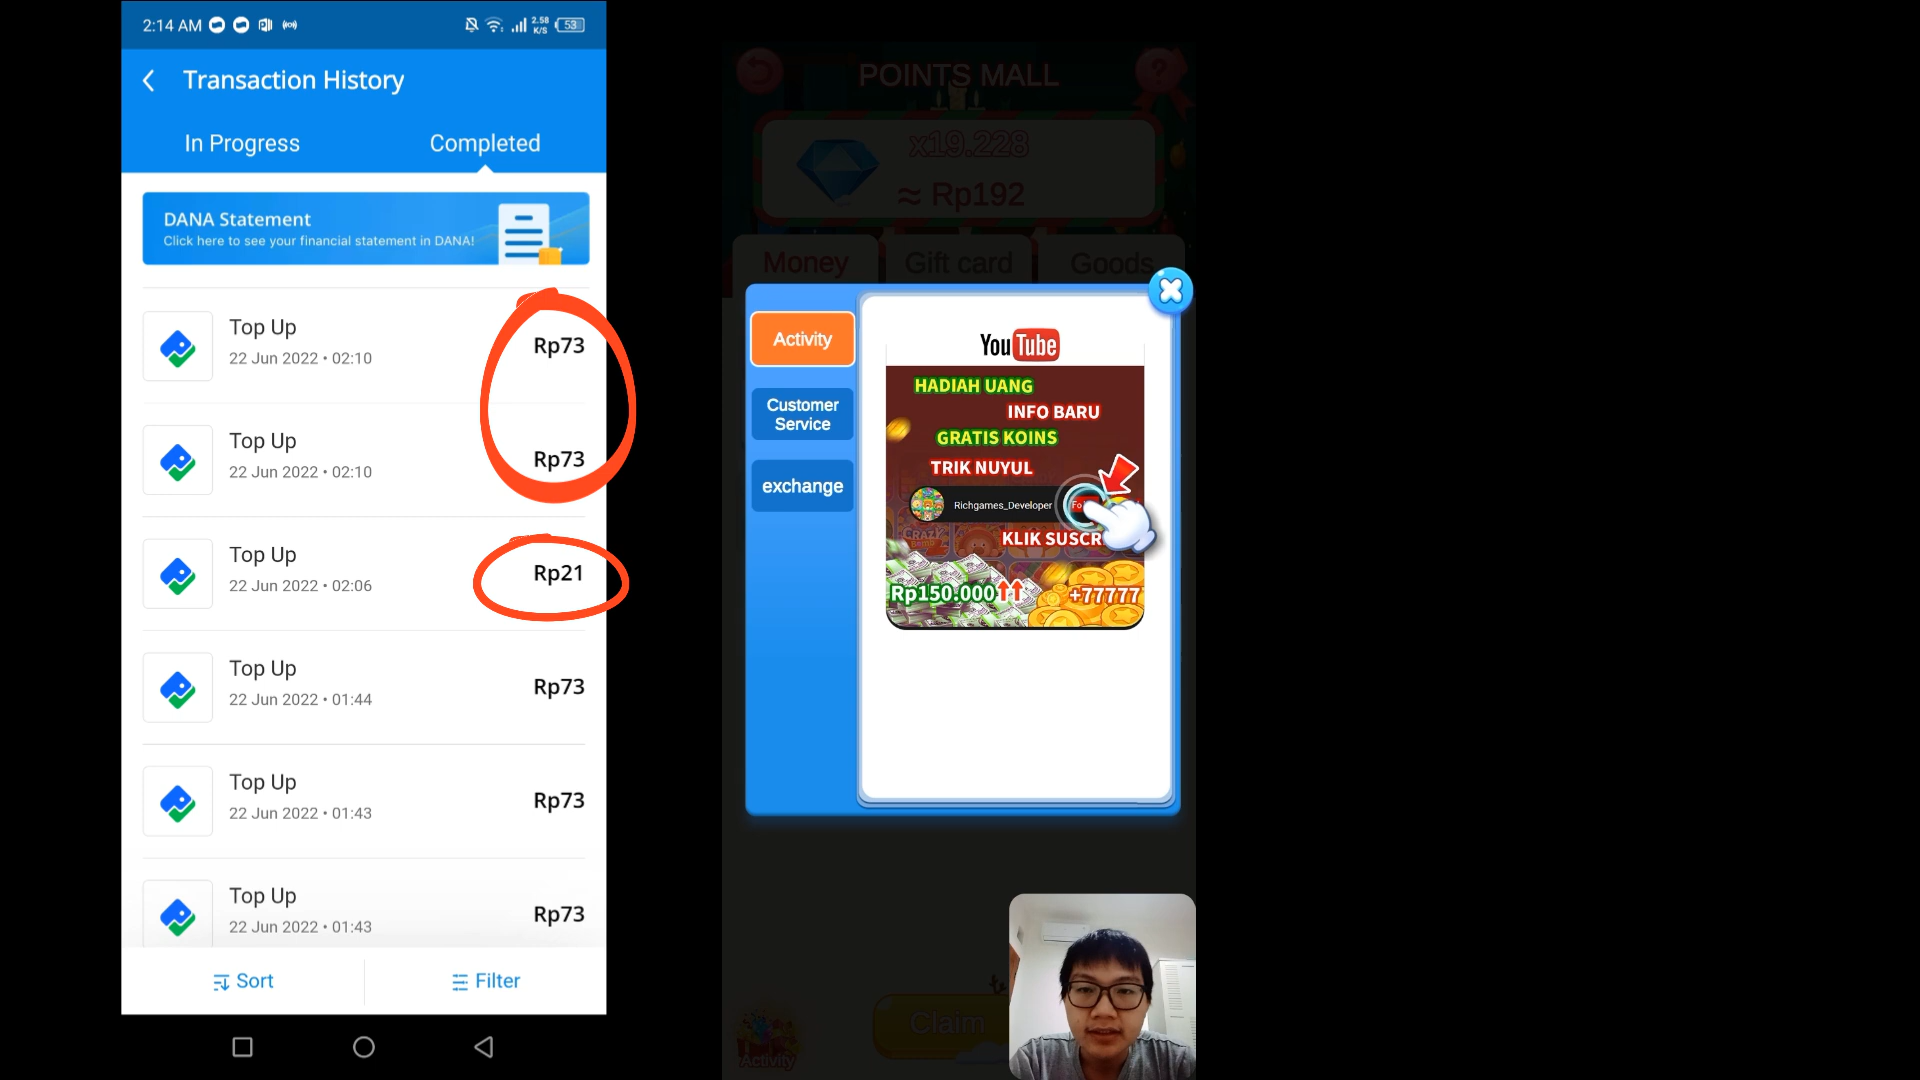 2:14 AM
2.58
K/S
53
Transaction History
In Progress
Completed
DANA Statement
Click here to see your financial statement in DANA!
Top Up
22 Jun 2022 • 02:10
Rp73
Top Up
22 Jun 2022 • 02:10
Rp73
Top Up
22 Jun 2022 • 02:06
Rp21
Top Up
22 Jun 2022 • 01:44
Rp73
Top Up
22 Jun 2022 • 01:43
Rp73
Top Up
22 Jun 2022 • 01:43
Rp73
Sort
Filter
POINTS MALL
x19.228
≈ Rp192
Money
Gift card
Goods
Activity
Customer
Service
exchange
YouTube
HADIAH UANG
INFO BARU
GRATIS KOINS
TRIK NUYUL
Richgames_Developer
CRAZY
KLIK SUSCR
Rp150.000
+77777
Claim
Activity